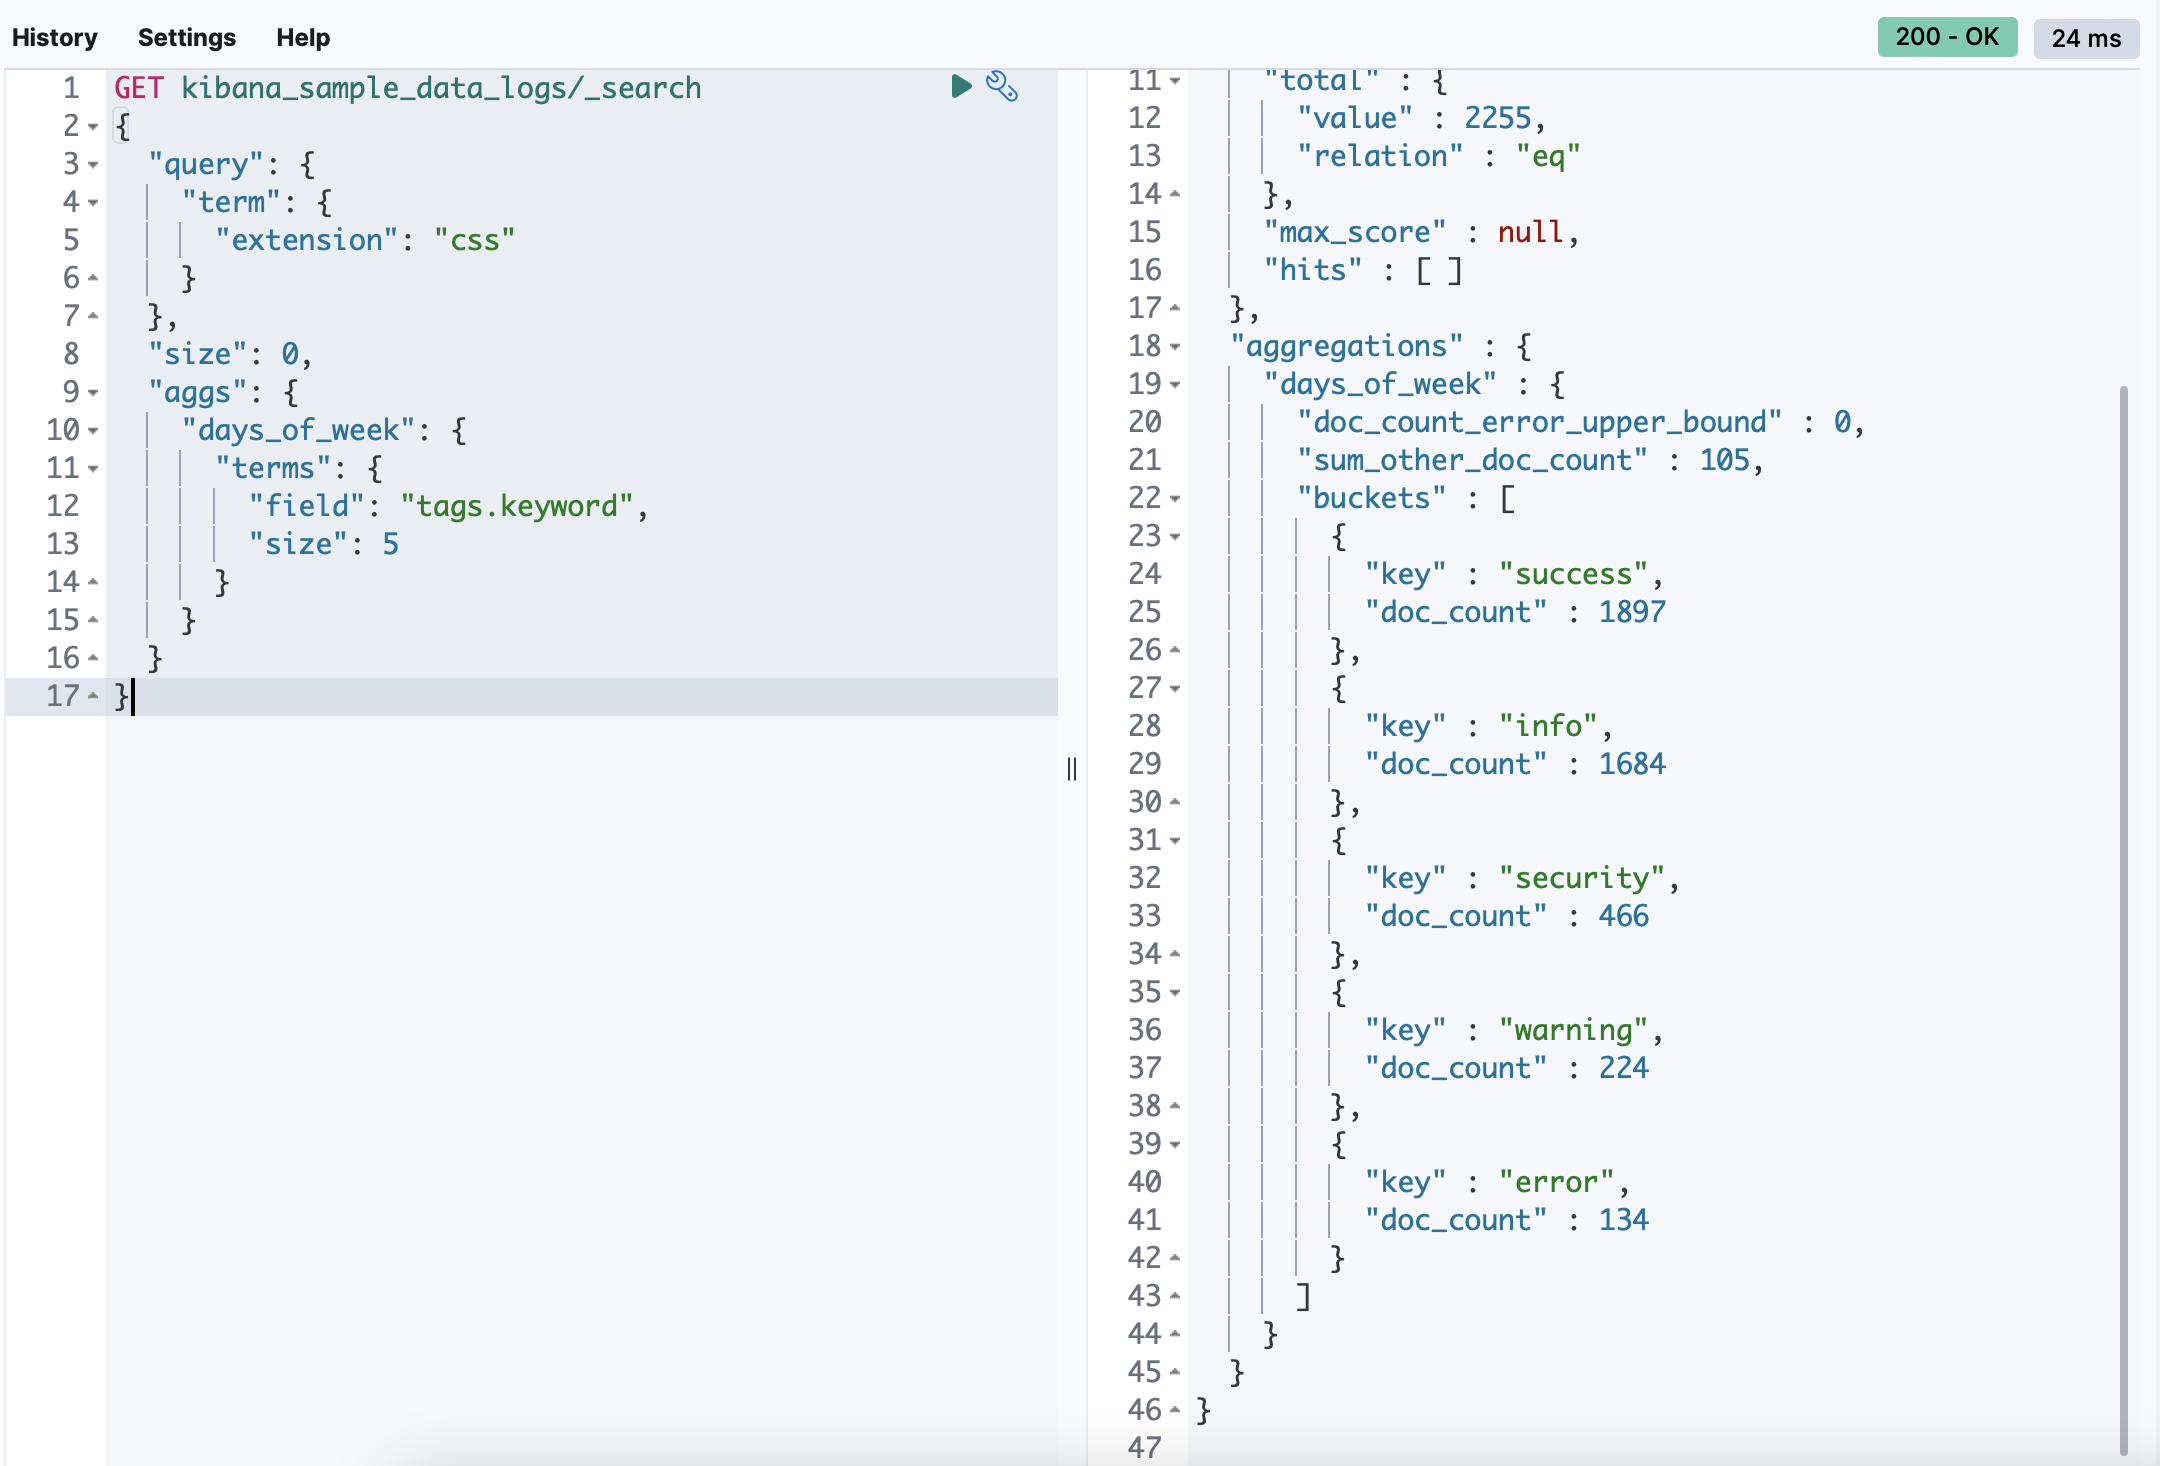 History Settings Help 200 - OK 24 ms
1 GET kibana_sample_data_logs/_search
2 {
3 "query": {
4 "term": {
5 "extension": "css"
6 }
7 },
8 "size": 0,
9 "aggs": {
10 "days_of_week": {
11 "terms": {
12 "field": "tags.keyword",
13 "size": 5
14 }
15 }
16 }
17 }
11 "total" : {
12 "value" : 2255,
13 "relation" : "eq"
14 },
15 "max_score" : null,
16 "hits" : [ ]
17 },
18 "aggregations" : {
19 "days_of_week" : {
20 "doc_count_error_upper_bound" : 0,
21 "sum_other_doc_count" : 105,
22 "buckets" : [
23 {
24 "key" : "success",
25 "doc_count" : 1897
26 },
27 {
28 "key" : "info",
29 "doc_count" : 1684
30 },
31 {
32 "key" : "security",
33 "doc_count" : 466
34 },
35 {
36 "key" : "warning",
37 "doc_count" : 224
38 },
39 {
40 "key" : "error",
41 "doc_count" : 134
42 }
43 ]
44 }
45 }
46 }
47